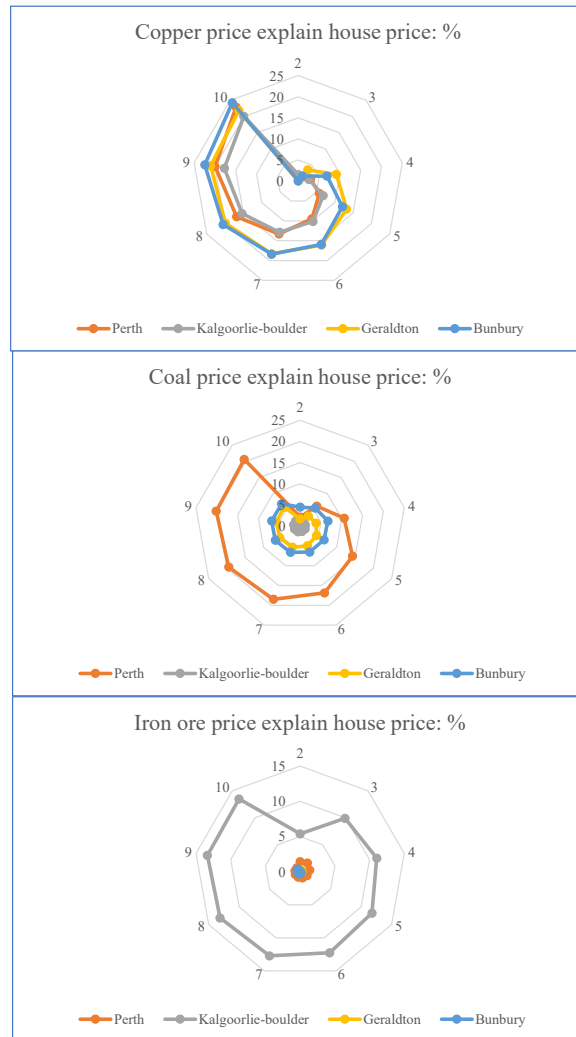 Copper price explain house price: %
2
25
10
20
3
15
10
5
9
0
4
8
5
7
6
Perth
Kalgoorlie-boulder
Geraldton
Bunbury
Coal price explain house price: %
2
25
10
20
3
15
10
5
9
0
4
8
5
7
6
Perth
Kalgoorlie-boulder
Geraldton
Bunbury
Iron ore price explain house price: %
2
15
10
3
10
5
9
0
4
8
5
7
6
Perth
Kalgoorlie-boulder
Geraldton
Bunbury